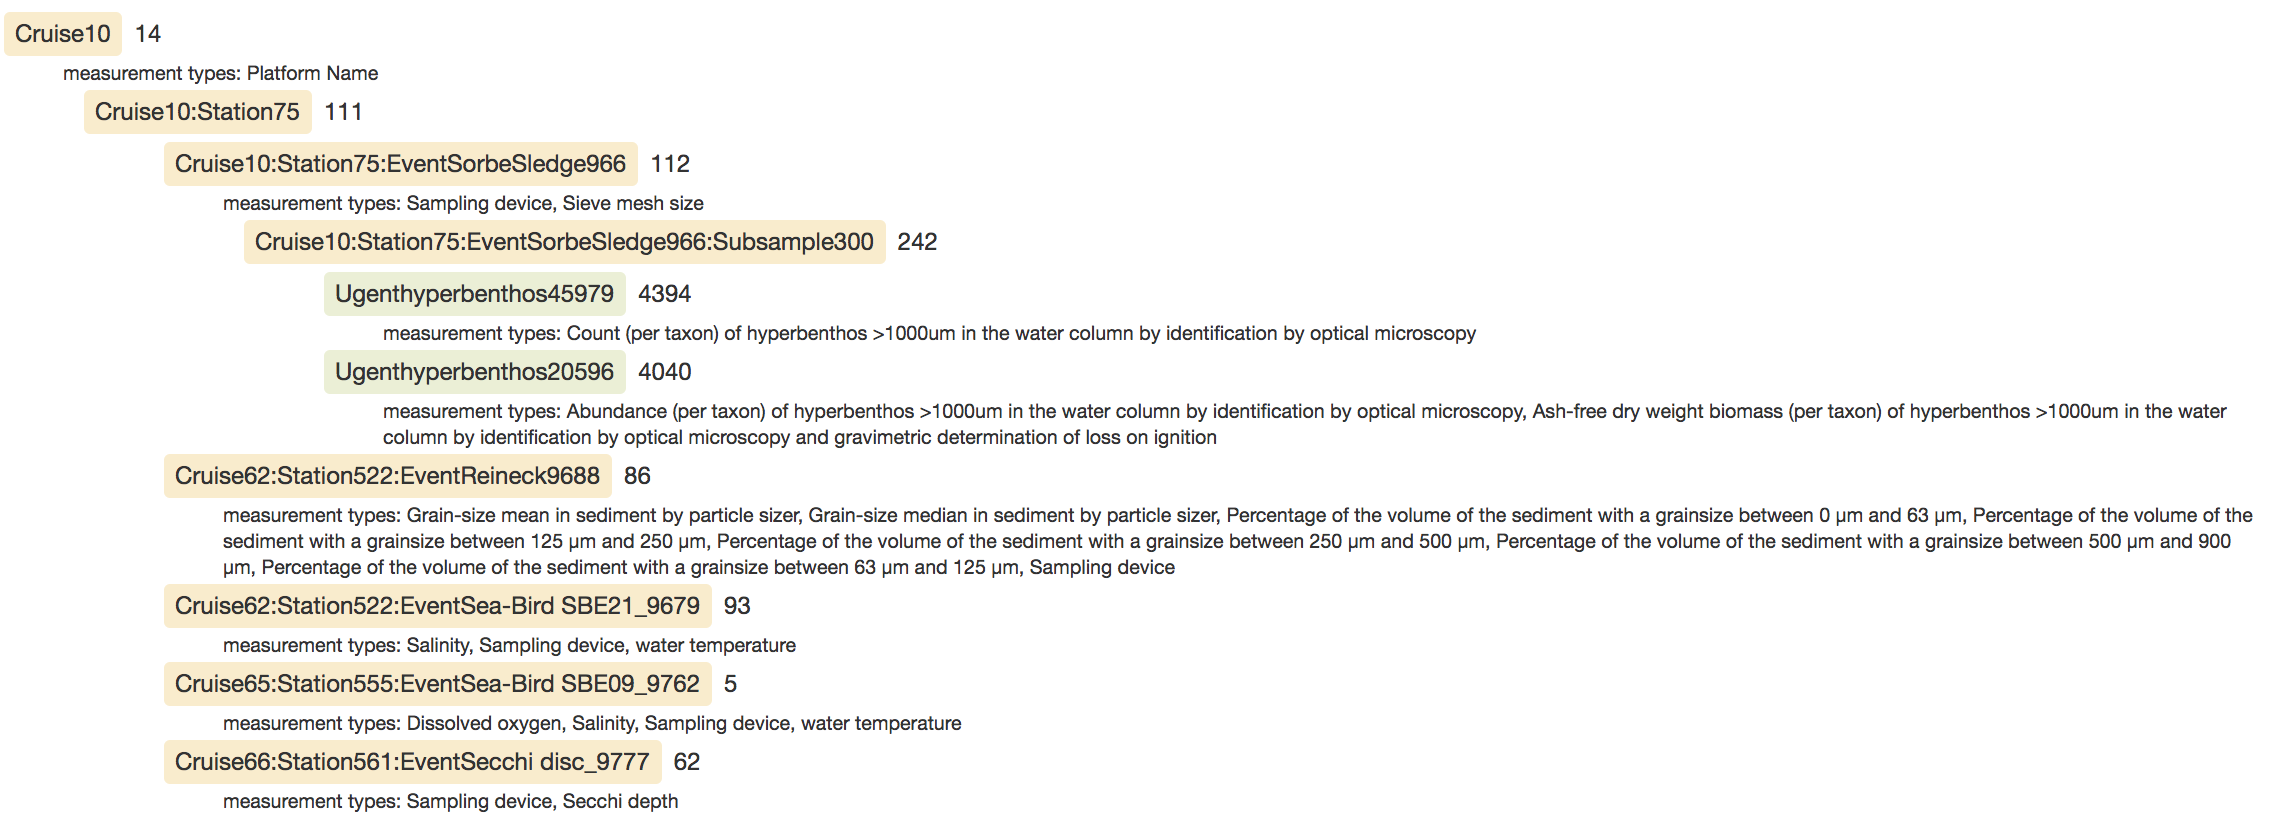 Cruise10 14
measurement types: Platform Name
Cruise10:Station75 111
Cruise10:Station75:EventSorbeSledge966 112
measurement types: Sampling device, Sieve mesh size
Cruise10:Station75:EventSorbeSledge966:Subsample300 242
Ugenthyperbenthos45979 4394
measurement types: Count (per taxon) of hyperbenthos >1000um in the water column by identification by optical microscopy
Ugenthyperbenthos20596 4040
measurement types: Abundance (per taxon) of hyperbenthos >1000um in the water column by identification by optical microscopy, Ash-free dry weight biomass (per taxon) of hyperbenthos >1000um in the water
column by identification by optical microscopy and gravimetric determination of loss on ignition
Cruise62:Station522:EventReineck9688 86
measurement types: Grain-size mean in sediment by particle sizer, Grain-size median in sediment by particle sizer, Percentage of the volume of the sediment with a grainsize between 0 µm and 63 µm, Percentage of the volume of the
sediment with a grainsize between 125 µm and 250 µm, Percentage of the volume of the sediment with a grainsize between 250 µm and 500 µm, Percentage of the volume of the sediment with a grainsize between 500 µm and 900
µm, Percentage of the volume of the sediment with a grainsize between 63 µm and 125 µm, Sampling device
Cruise62:Station522:EventSea-Bird SBE21_9679 93
measurement types: Salinity, Sampling device, water temperature
Cruise65:Station555:EventSea-Bird SBE09_9762 5
measurement types: Dissolved oxygen, Salinity, Sampling device, water temperature
Cruise66:Station561:EventSecchi disc_9777 62
measurement types: Sampling device, Secchi depth